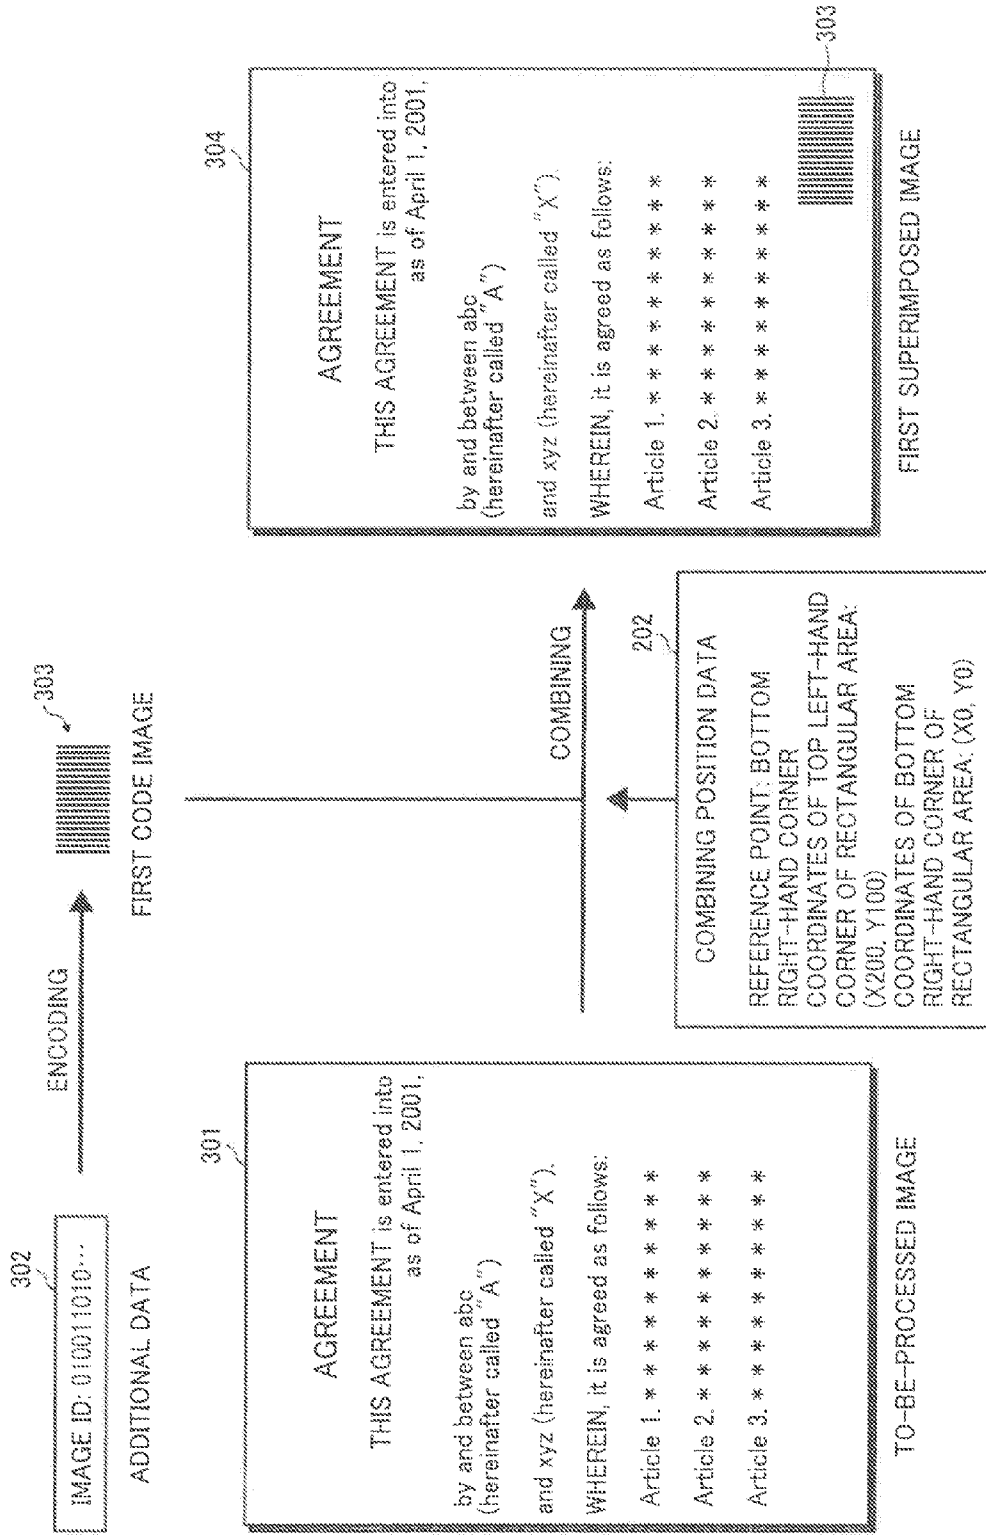 302
IMAGE ID: 010011010···
ADDITIONAL DATA
ENCODING
303
FIRST CODE IMAGE
301
AGREEMENT
THIS AGREEMENT is entered into
as of April 1, 2001,
by and between abc
(hereinafter called "A")
and xyz (hereinafter called "X").
WHEREIN, it is agreed as follows:
Article 1. * * * * * * * * * * *
Article 2. * * * * * * * * * *
Article 3. * * * * * * * * * * *
TO-BE-PROCESSED IMAGE
COMBINING
202
COMBINING POSITION DATA
REFERENCE POINT: BOTTOM
RIGHT-HAND CORNER
COORDINATES OF TOP LEFT-HAND
CORNER OF RECTANGULAR AREA:
(X200, Y100)
COORDINATES OF BOTTOM
RIGHT-HAND CORNER OF
RECTANGULAR AREA: (X0, Y0)
304
AGREEMENT
THIS AGREEMENT is entered into
as of April 1, 2001,
by and between abc
(hereinafter called "A")
and xyz (hereinafter called "X").
WHEREIN, it is agreed as follows:
Article 1. * * * * * * * * * * *
Article 2. * * * * * * * * * *
Article 3. * * * * * * * * * * *
303
FIRST SUPERIMPOSED IMAGE